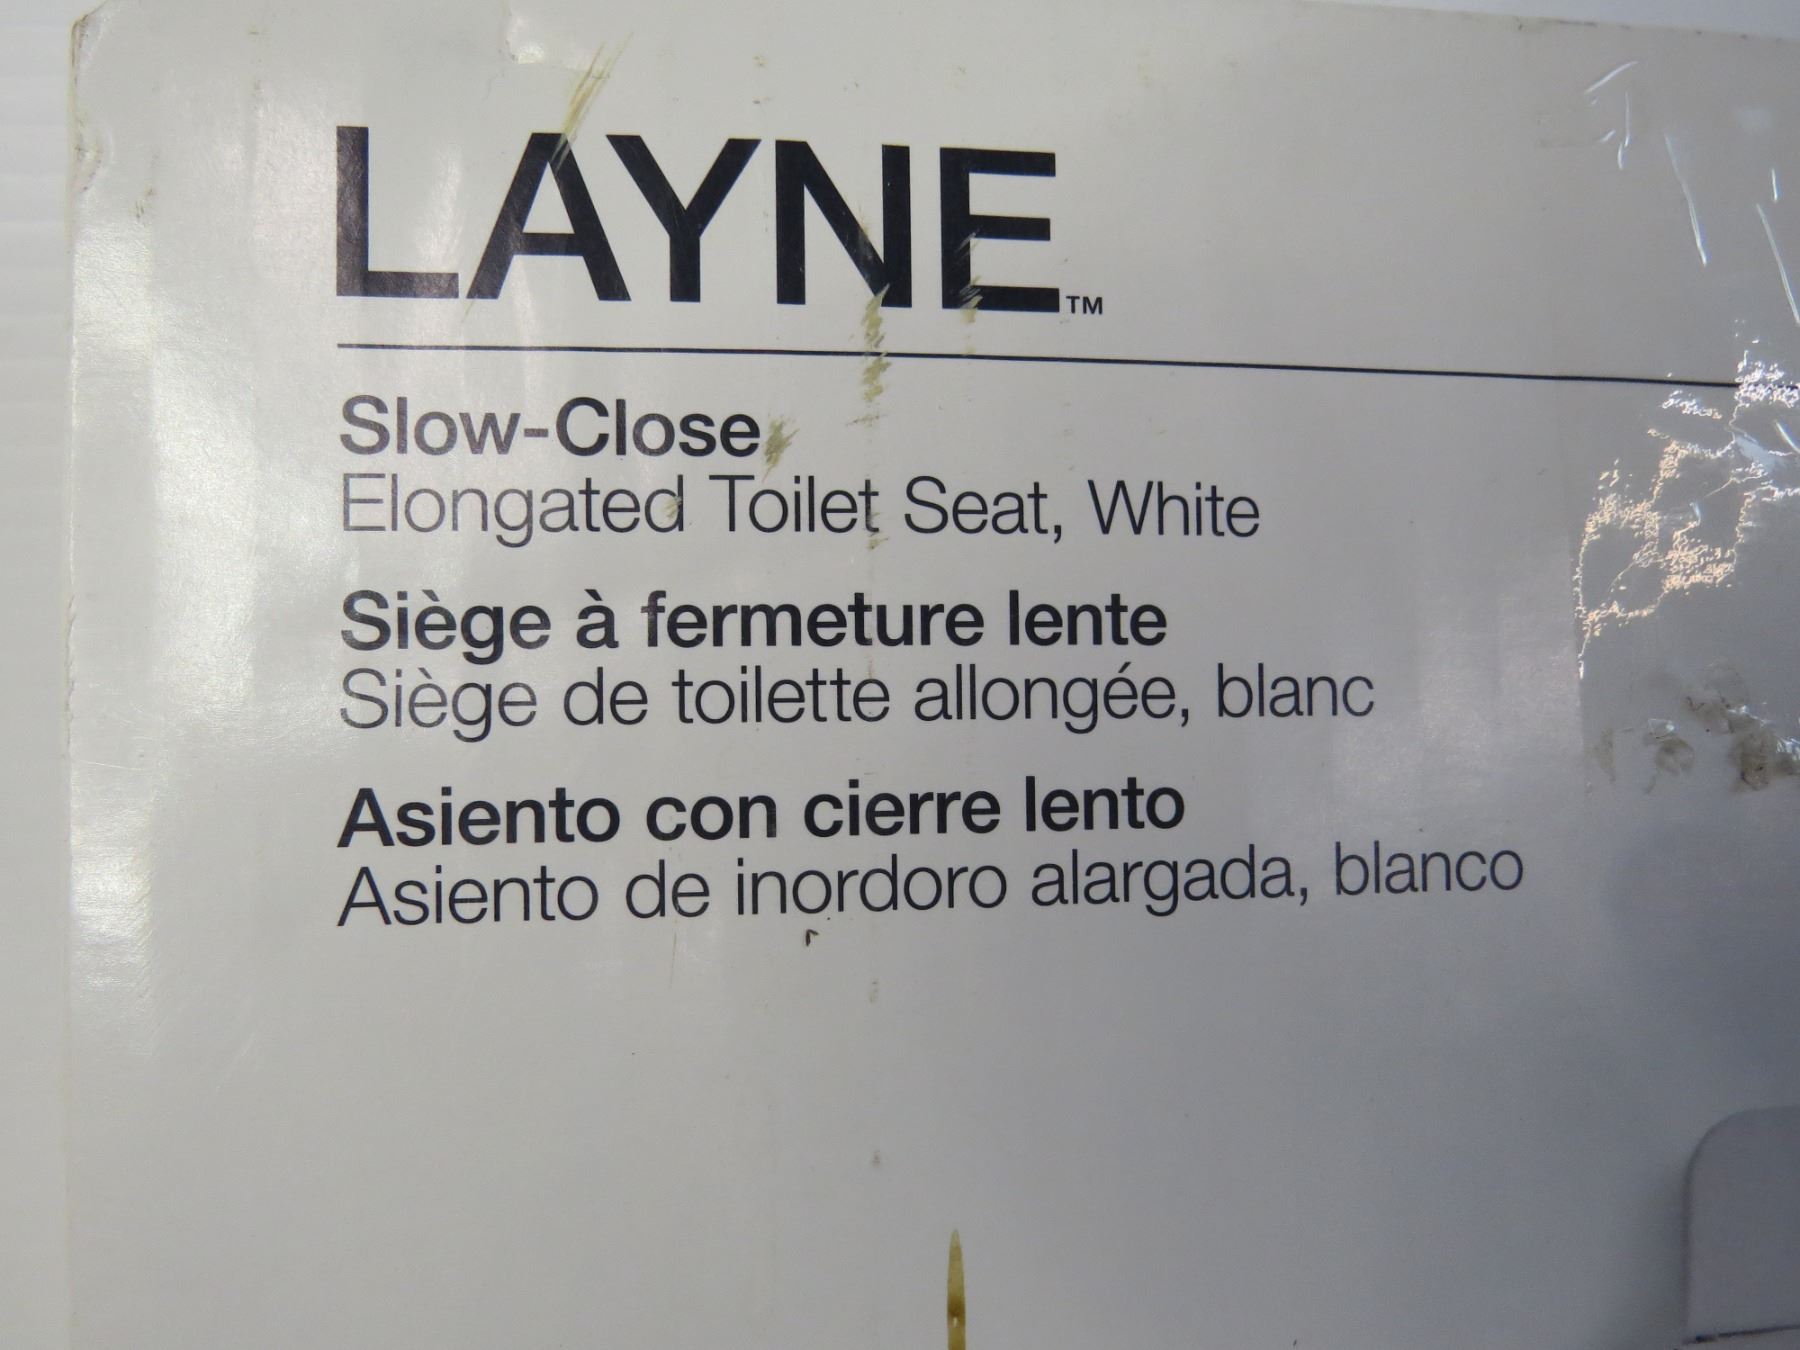 LAYNE™
Slow-Close
Elongated Toilet Seat, White
Siège à fermeture lente
Siège de toilette allongée, blanc
Asiento con cierre lento
Asiento de inordoro alargada, blanco